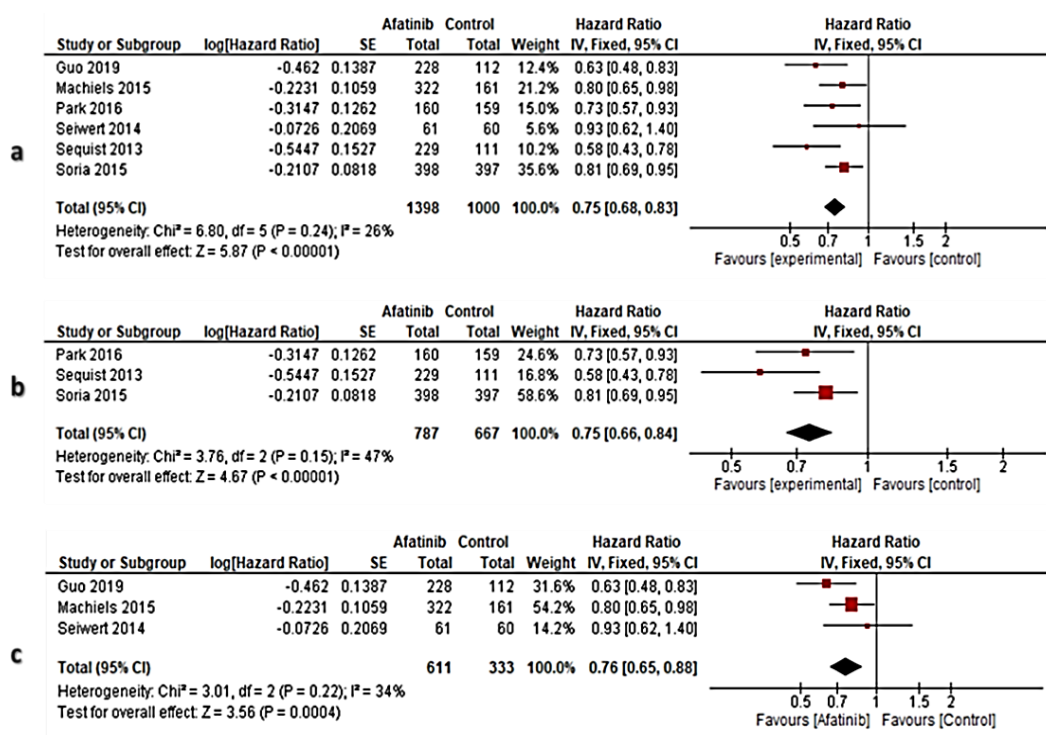 Afatinib Control Hazard Ratio Hazard Ratio
Study or Subgroup log[Hazard Ratio] SE Total Total Weight IV, Fixed, 95% CI IV, Fixed, 95% CI
Guo 2019 -0.462 0.1387 228 112 12.4% 0.63 [0.48, 0.83]
Machiels 2015 -0.2231 0.1059 322 161 21.2% 0.80 [0.65, 0.98]
Park 2016 -0.3147 0.1262 160 159 15.0% 0.73 [0.57, 0.93]
Seiwert 2014 -0.0726 0.2069 61 60 5.6% 0.93 [0.62, 1.40]
a
Sequist 2013 -0.5447 0.1527 229 111 10.2% 0.58 [0.43, 0.78]
Soria 2015 -0.2107 0.0818 398 397 35.6% 0.81 [0.69, 0.95]
Total (95% CI) 1398 1000 100.0% 0.75 [0.68, 0.83]
Heterogeneity: Chi² = 6.80, df = 5 (P = 0.24); I² = 26%
0.5 0.7 1 1.5 2
Test for overall effect: Z = 5.87 (P < 0.00001)
Favours [experimental] Favours [control]
Afatinib Control Hazard Ratio Hazard Ratio
Study or Subgroup log[Hazard Ratio] SE Total Total Weight IV, Fixed, 95% CI IV, Fixed, 95% CI
Park 2016 -0.3147 0.1262 160 159 24.6% 0.73 [0.57, 0.93]
Sequist 2013 -0.5447 0.1527 229 111 16.8% 0.58 [0.43, 0.78]
b
Soria 2015 -0.2107 0.0818 398 397 58.6% 0.81 [0.69, 0.95]
Total (95% CI) 787 667 100.0% 0.75 [0.66, 0.84]
Heterogeneity: Chi² = 3.76, df = 2 (P = 0.15); I² = 47%
0.5 0.7 1 1.5 2
Test for overall effect: Z = 4.67 (P < 0.00001)
Favours [experimental] Favours [control]
Afatinib Control Hazard Ratio Hazard Ratio
Study or Subgroup log[Hazard Ratio] SE Total Total Weight IV, Fixed, 95% CI IV, Fixed, 95% CI
Guo 2019 -0.462 0.1387 228 112 31.6% 0.63 [0.48, 0.83]
Machiels 2015 -0.2231 0.1059 322 161 54.2% 0.80 [0.65, 0.98]
Seiwert 2014 -0.0726 0.2069 61 60 14.2% 0.93 [0.62, 1.40]
c
Total (95% CI) 611 333 100.0% 0.76 [0.65, 0.88]
Heterogeneity: Chi² = 3.01, df = 2 (P = 0.22); I² = 34%
0.5 0.7 1 1.5 2
Test for overall effect: Z = 3.56 (P = 0.0004)
Favours [Afatinib] Favours [Control]